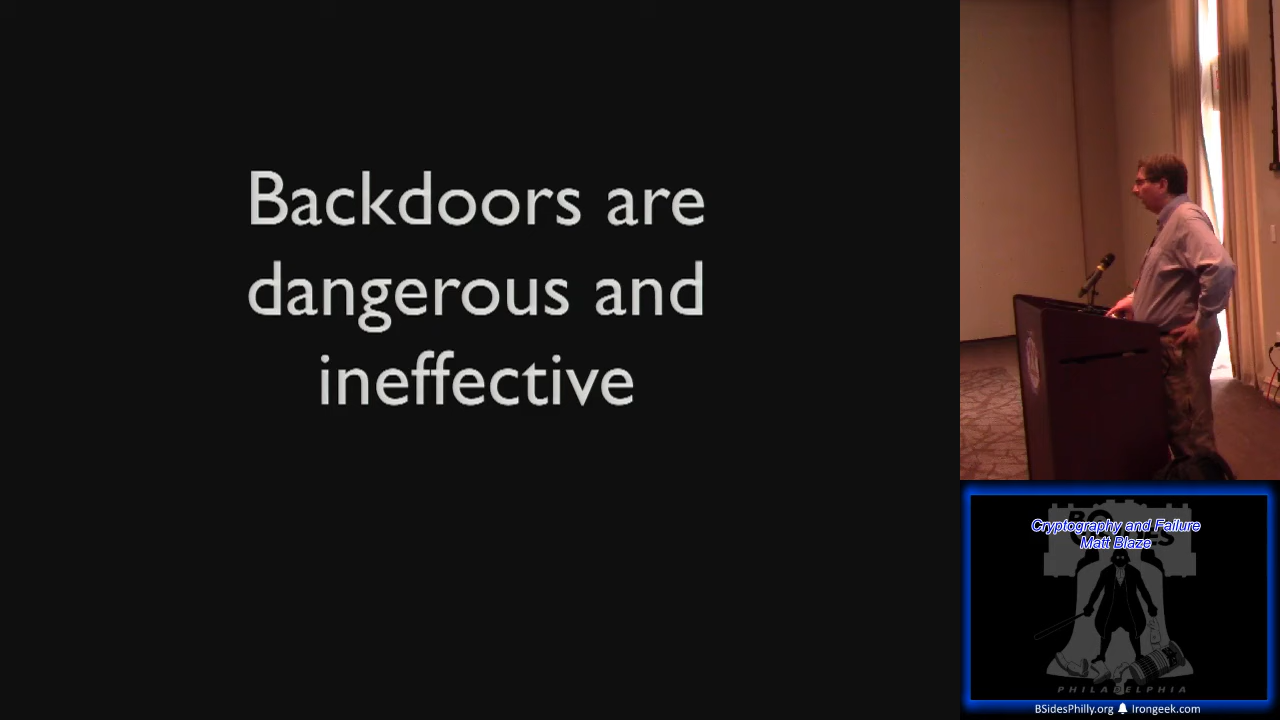 Backdoors are
dangerous and
ineffective
Cryptography and Failure
Matt Blaze
PHILADELPHIA
BSidesPhilly.org Irongeek.com